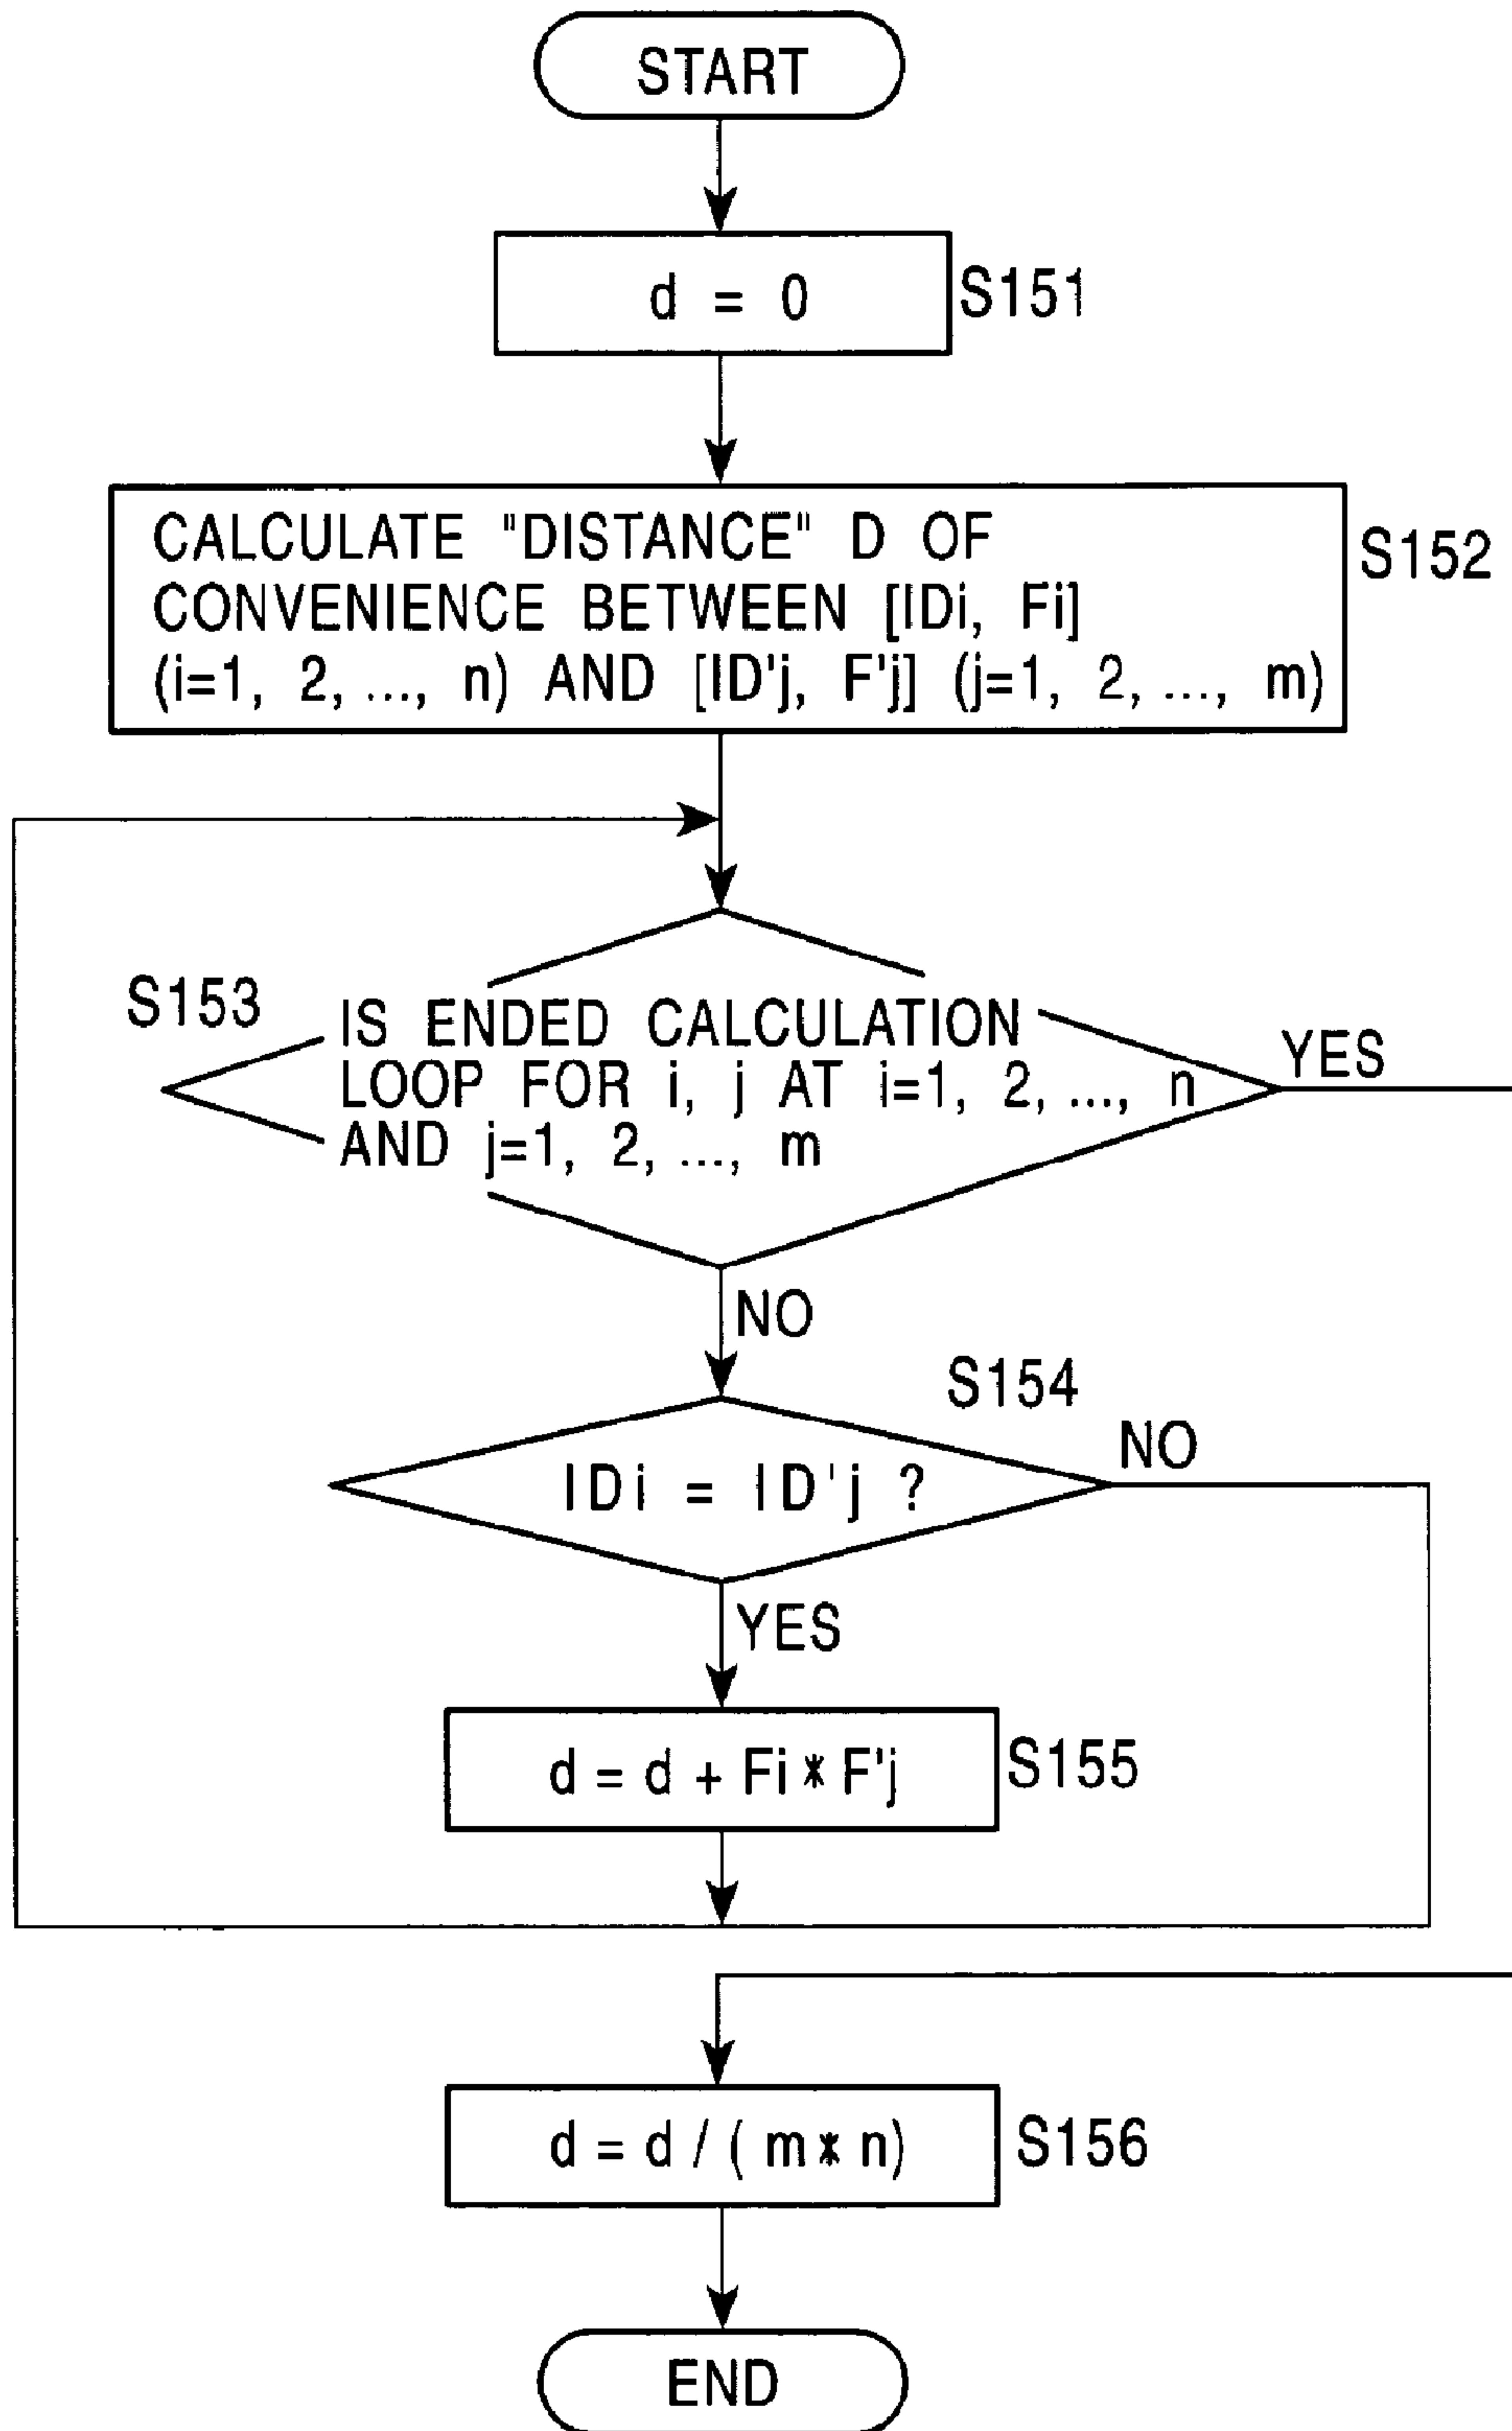 START
d = 0
S151
CALCULATE "DISTANCE" D OF
CONVENIENCE BETWEEN [IDi, Fi]
(i=1, 2, ..., n) AND [ID'j, F'j] (j=1, 2, ..., m)
S152
S153
IS ENDED CALCULATION
LOOP FOR i, j AT i=1, 2, ..., n
AND j=1, 2, ..., m
YES
NO
S154
IDi = ID'j ?
NO
YES
d = d + Fi * F'j
S155
d = d / ( m * n)
S156
END